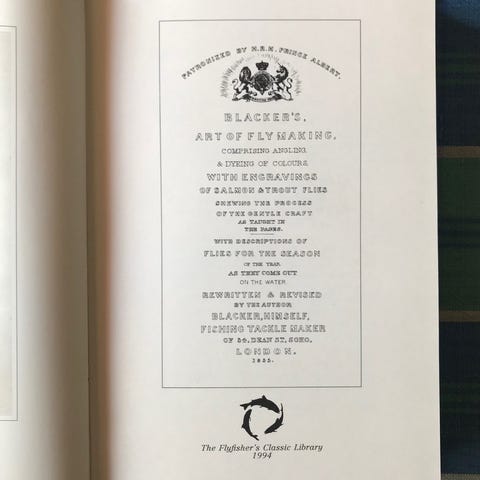 PATRONIZED BY H.R.H. PRINCE ALBERT.
BLACKER'S,
ART OF FLY MAKING,
COMPRISING ANGLING,
& DYEING OF COLOURS,
WITH ENGRAVINGS
OF SALMON & TROUT FLIES
SHEWING THE PROCESS
OF THE GENTLE CRAFT
AS TAUGHT IN
THE PAGES.
WITH DESCRIPTIONS OF
FLIES FOR THE SEASON
OF THE YEAR
AS THEY COME OUT
ON THE WATER.
REWRITTEN & REVISED
BY THE AUTHOR
BLACKER, HIMSELF,
FISHING TACKLE MAKER
OF 54, DEAN ST, SOHO,
LONDON.
1855.
The Flyfisher's Classic Library
1994